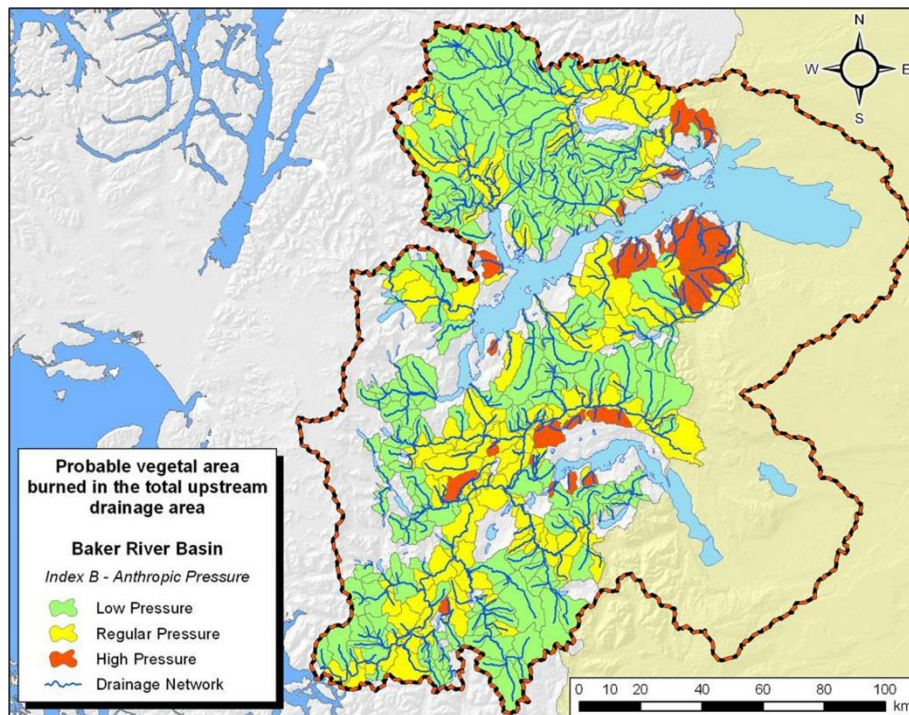 N
W E
S
Probable vegetal area
burned in the total upstream
drainage area
Baker River Basin
Index B - Anthropic Pressure
Low Pressure
Regular Pressure
High Pressure
Drainage Network
0 10 20 40 60 80 100
km